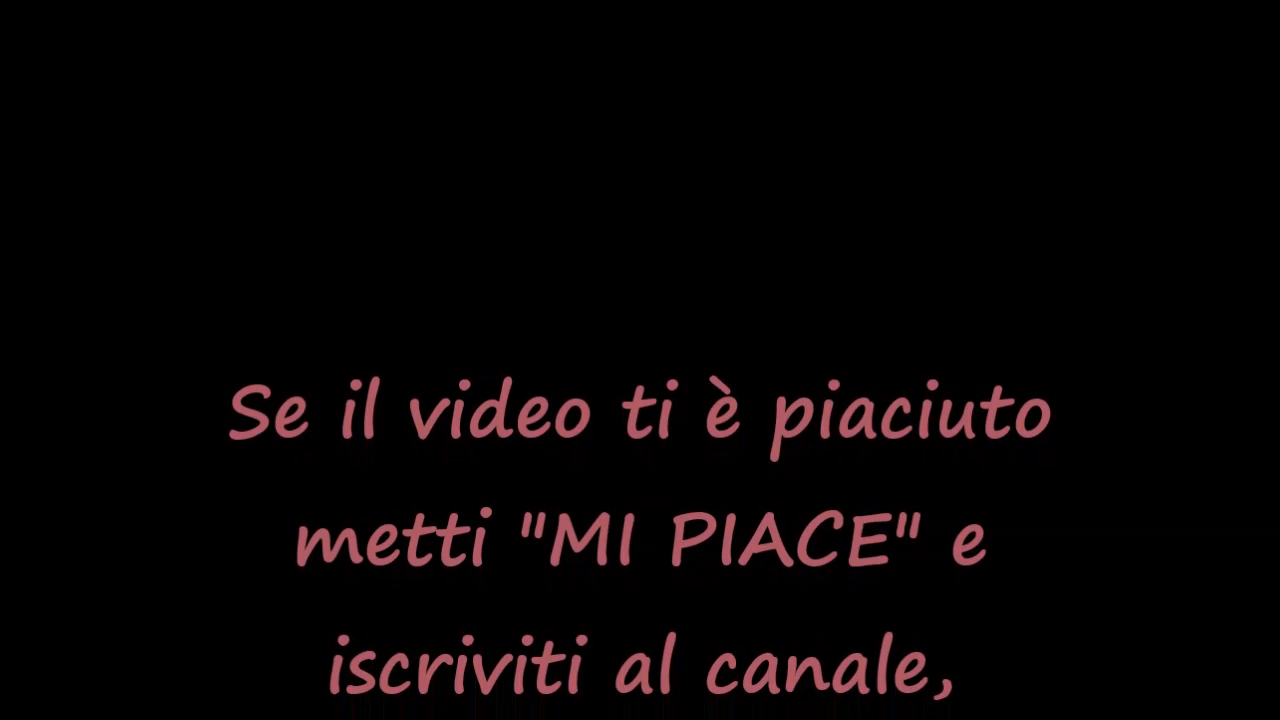 Se il video ti è piaciuto
metti "MI PIACE" e
iscriviti al canale,